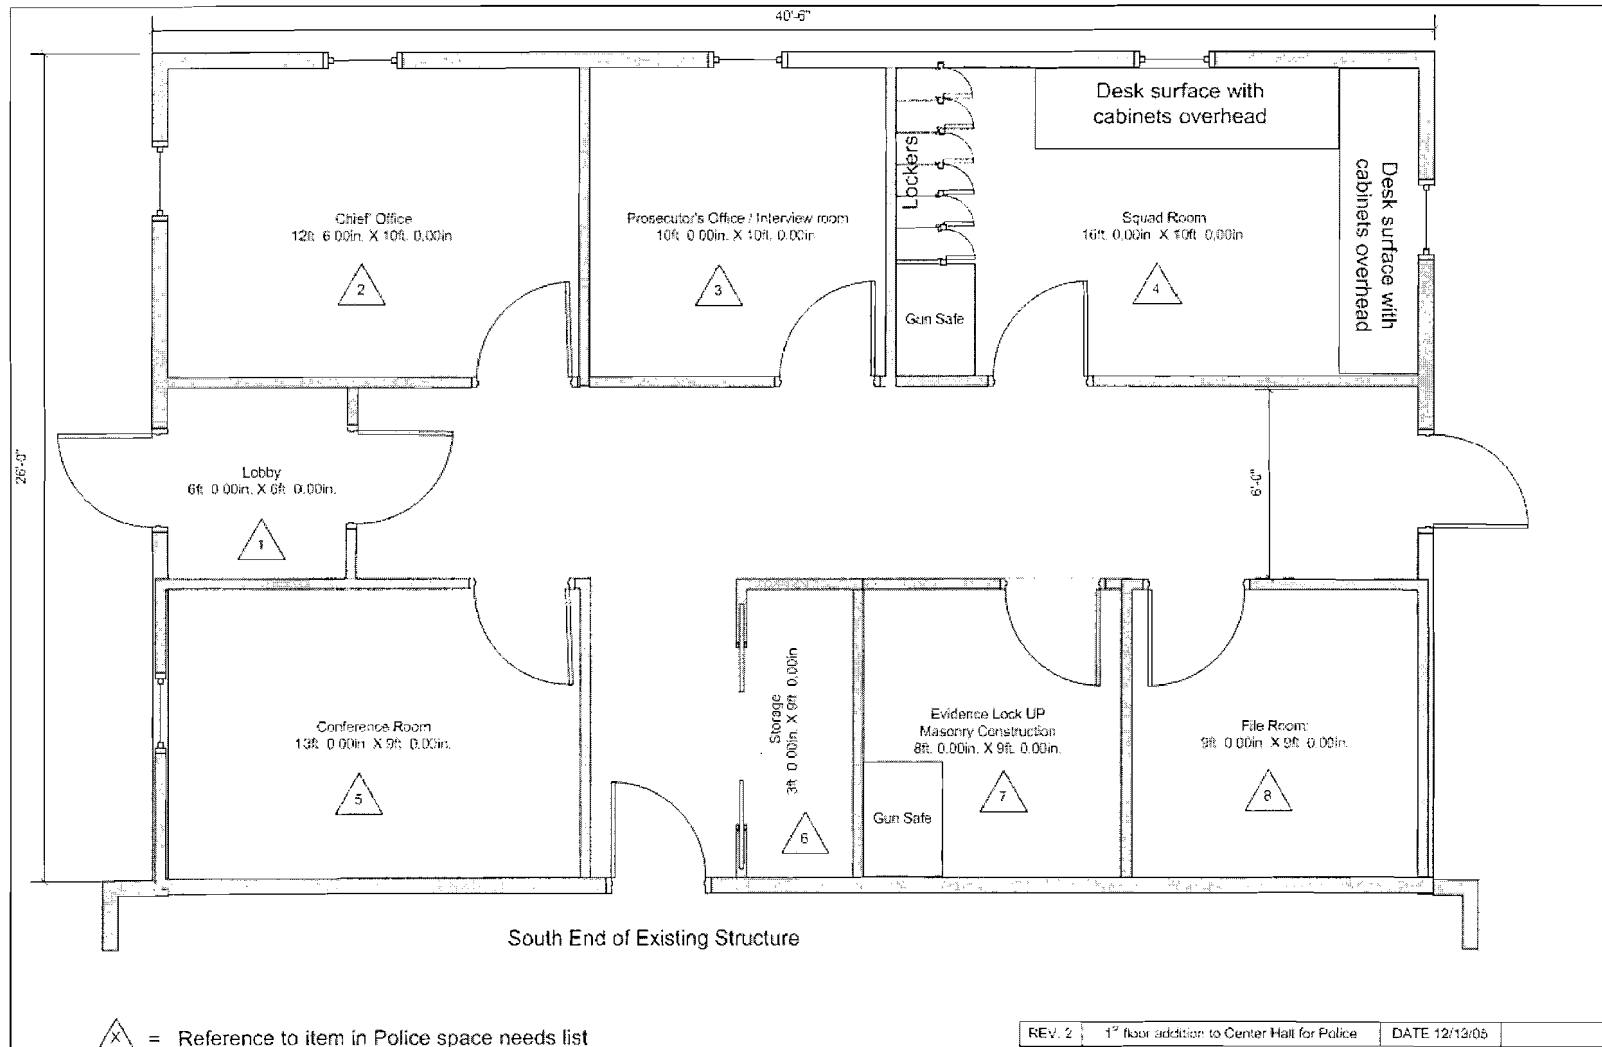 40'-6"
Desk surface with
cabinets overhead
Desk surface with
cabinets overhead
Lockers
Chief' Office
12ft. 6.00in. X 10ft. 0.00in
2
Prosecutor's Office / Interview room
10ft. 0.00in. X 10ft. 0.00in.
3
Squad Room
16ft. 0.00in. X 10ft. 0.00in
4
Gun Safe
26'-0"
Lobby
6ft. 0.00in. X 6ft. 0.00in.
1
6'-0"
Conference Room
13ft. 0.00in. X 9ft. 0.00in.
5
Storage
3ft. 0.00in. X 9ft. 0.00in
6
Evidence Lock UP
Masonry Construction
8ft. 0.00in. X 9ft. 0.00in.
7
Gun Safe
File Room
9ft. 0.00in. X 9ft. 0.00in.
8
South End of Existing Structure
X = Reference to item in Police space needs list
REV. 2 1st floor addition to Center Hall for Police DATE 12/13/05